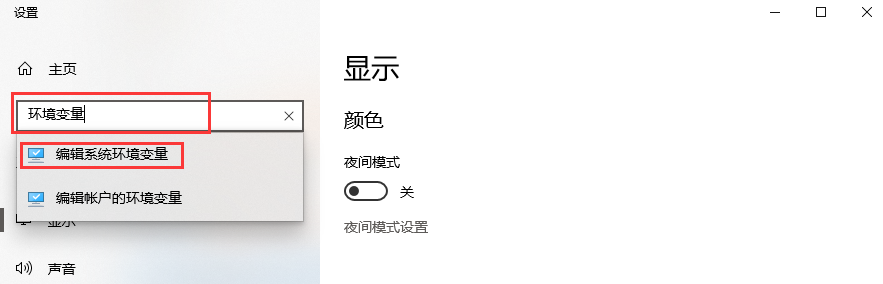 设置
主页
环境变量
编辑系统环境变量
编辑帐户的环境变量
显示
声音
显示
颜色
夜间模式
关
夜间模式设置